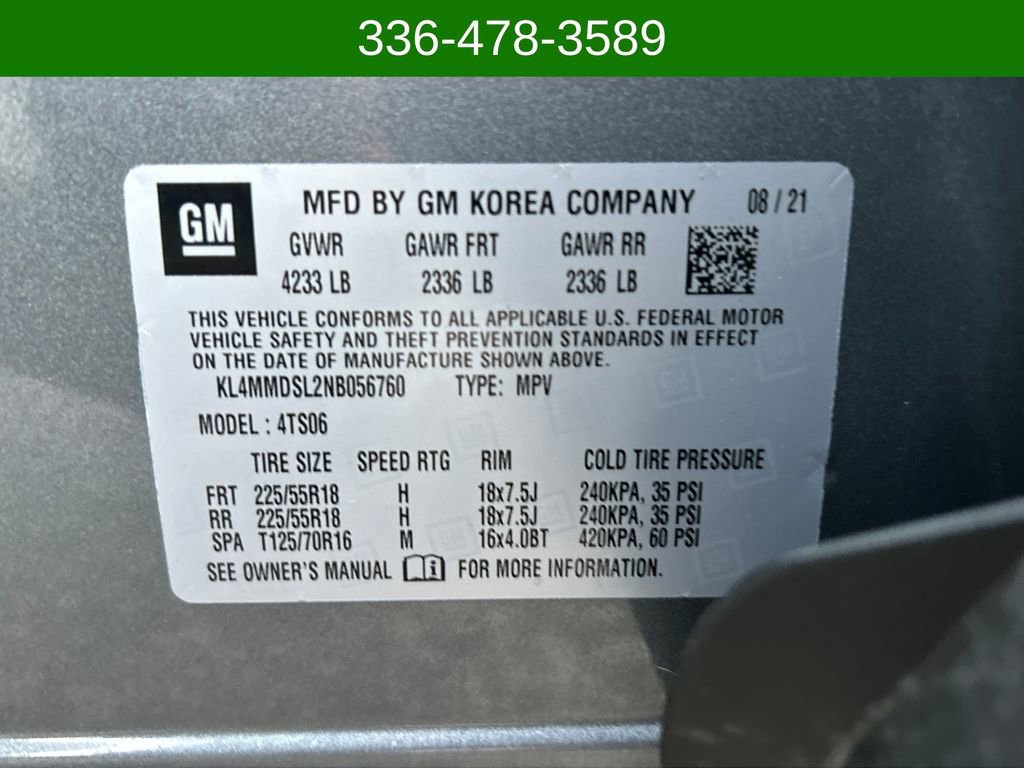 336-478-3589
GM MFD BY GM KOREA COMPANY 08 / 21
GVWR GAWR FRT GAWR RR
4233 LB 2336 LB 2336 LB
THIS VEHICLE CONFORMS TO ALL APPLICABLE U.S. FEDERAL MOTOR
VEHICLE SAFETY AND THEFT PREVENTION STANDARDS IN EFFECT
ON THE DATE OF MANUFACTURE SHOWN ABOVE.
KL4MMDSL2NB056760 TYPE: MPV
MODEL : 4TS06
TIRE SIZE SPEED RTG RIM COLD TIRE PRESSURE
FRT 225/55R18 H 18x7.5J 240KPA, 35 PSI
RR 225/55R18 H 18x7.5J 240KPA, 35 PSI
SPA T125/70R16 M 16x4.0BT 420KPA, 60 PSI
SEE OWNER'S MANUAL FOR MORE INFORMATION.